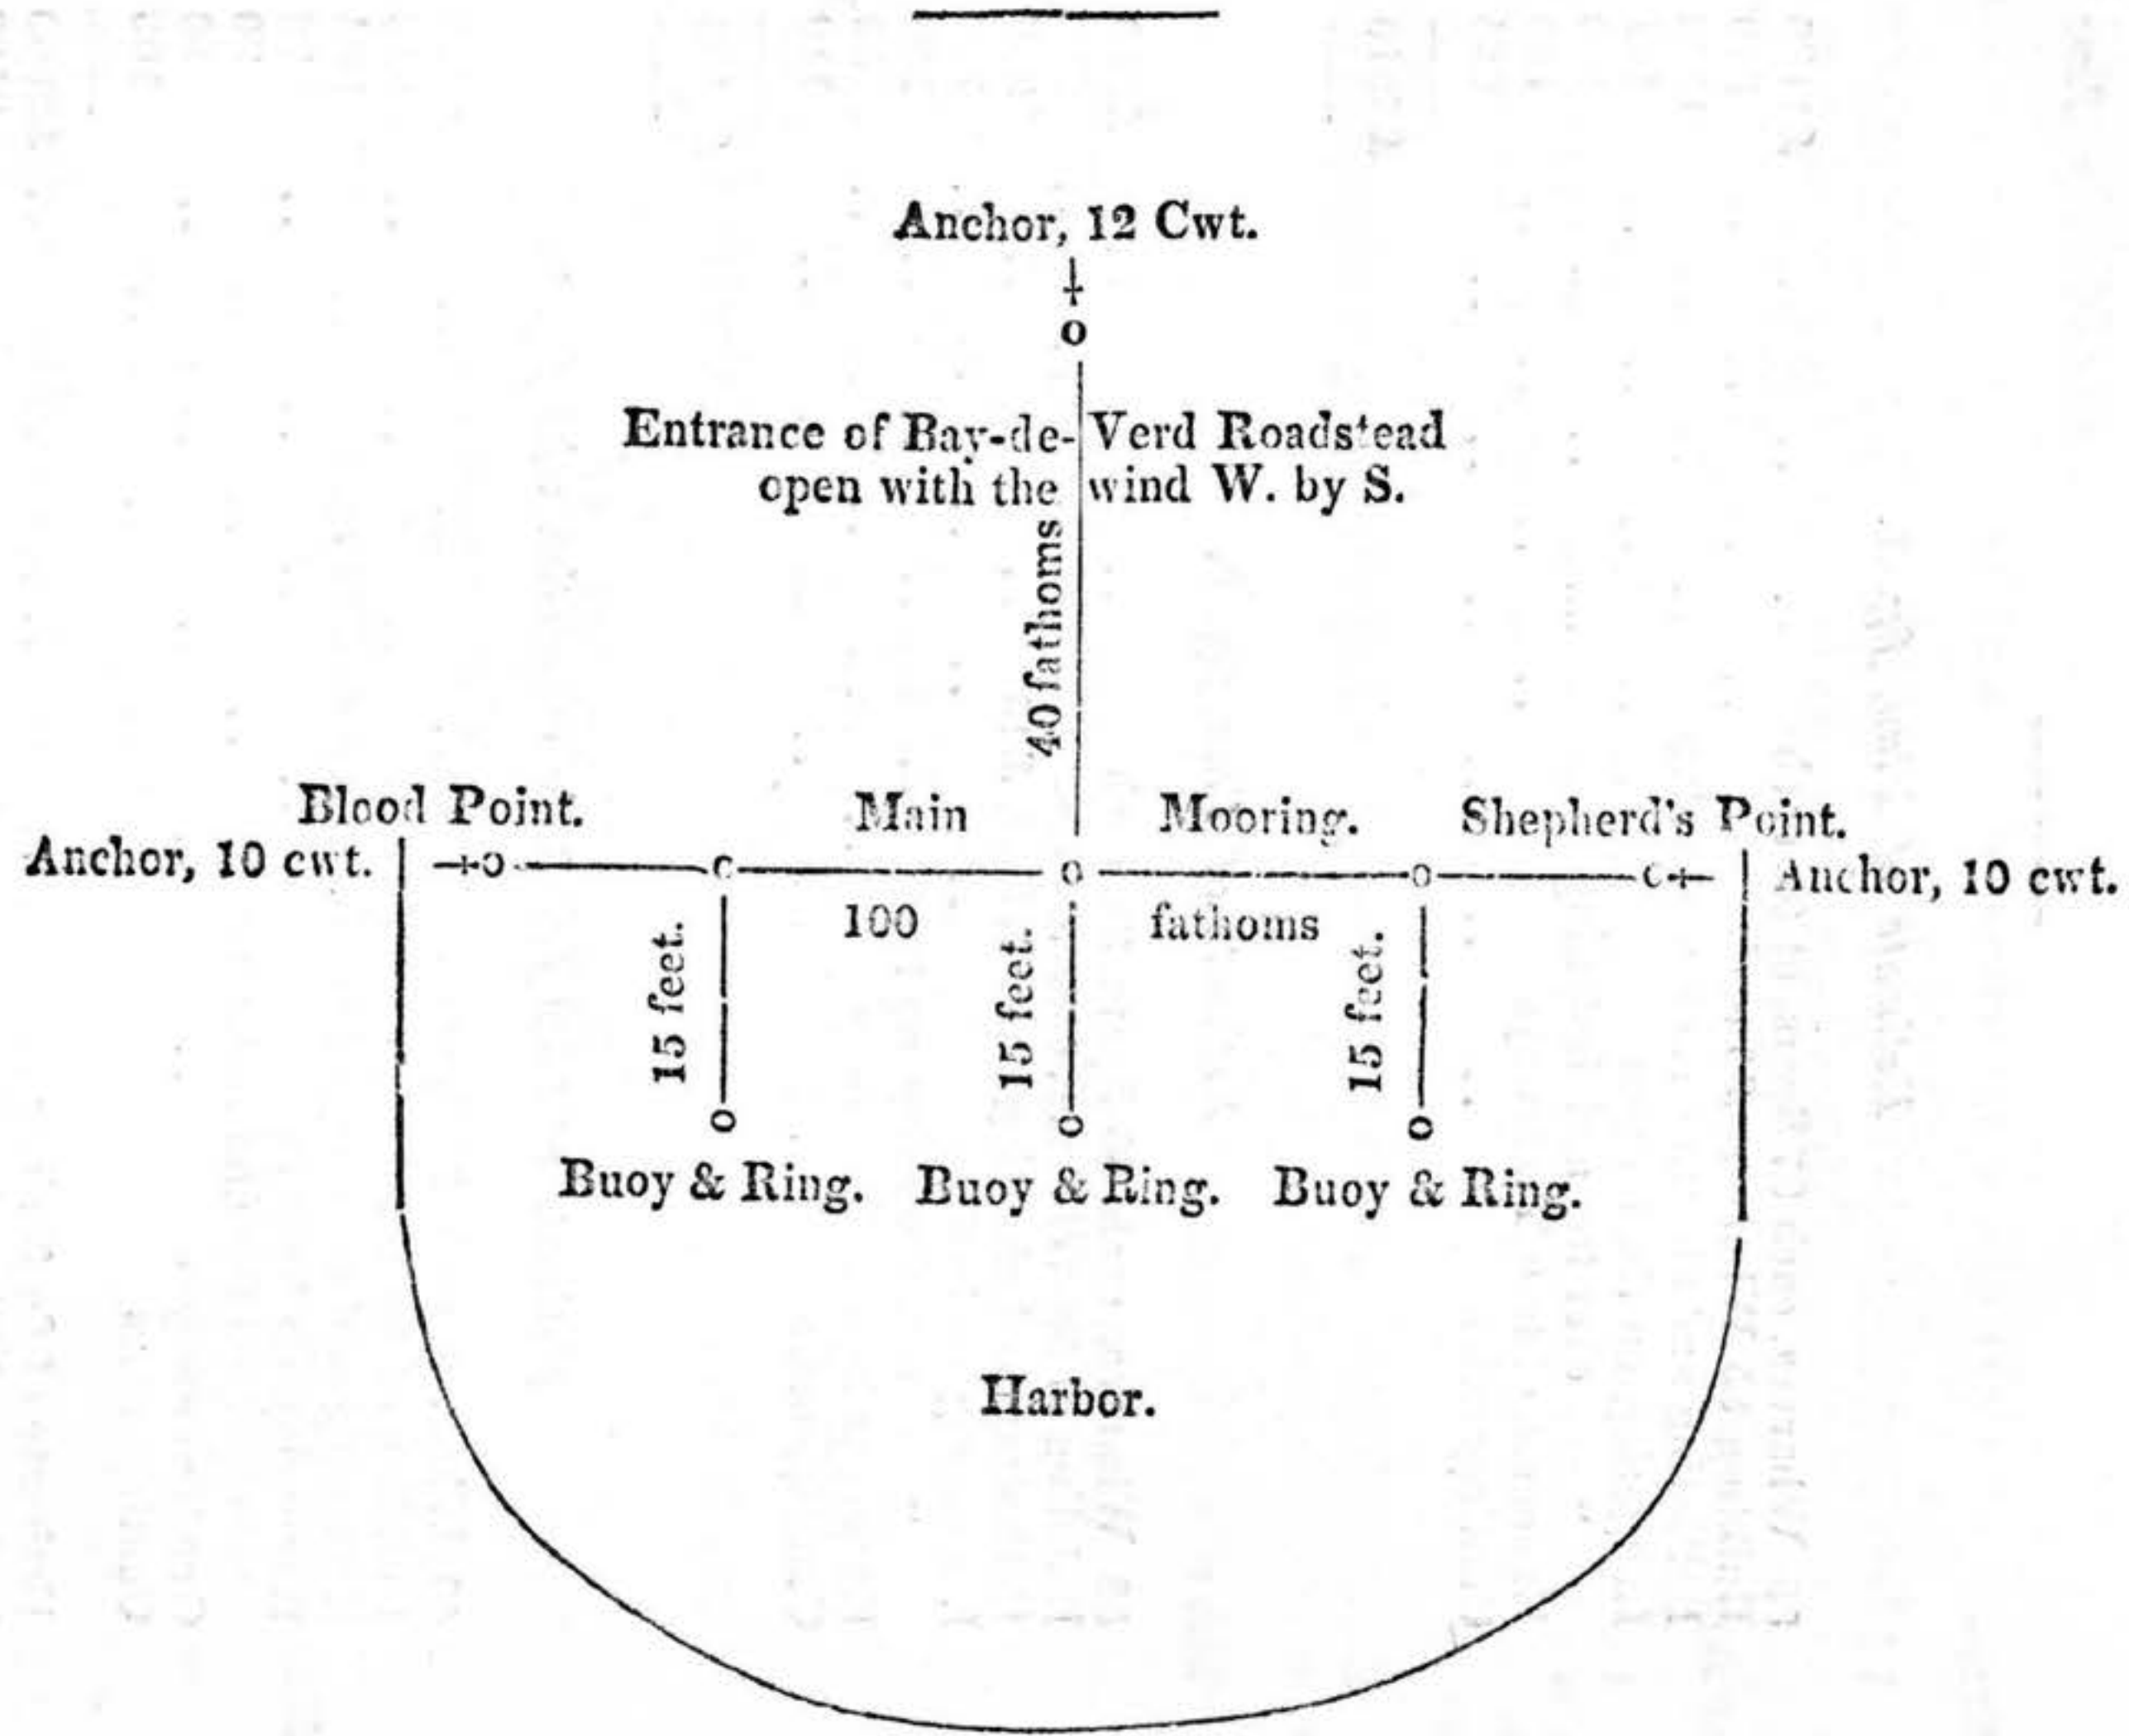 Anchor, 12 Cwt.
Entrance of Bay-de-Verd Roadstead
open with the wind W. by S.
40 fathoms
Blood Point. Main Mooring. Shepherd's Point.
Anchor, 10 cwt. Anchor, 10 cwt.
100 fathoms
15 feet. 15 feet. 15 feet.
Buoy & Ring. Buoy & Ring. Buoy & Ring.
Harbor.